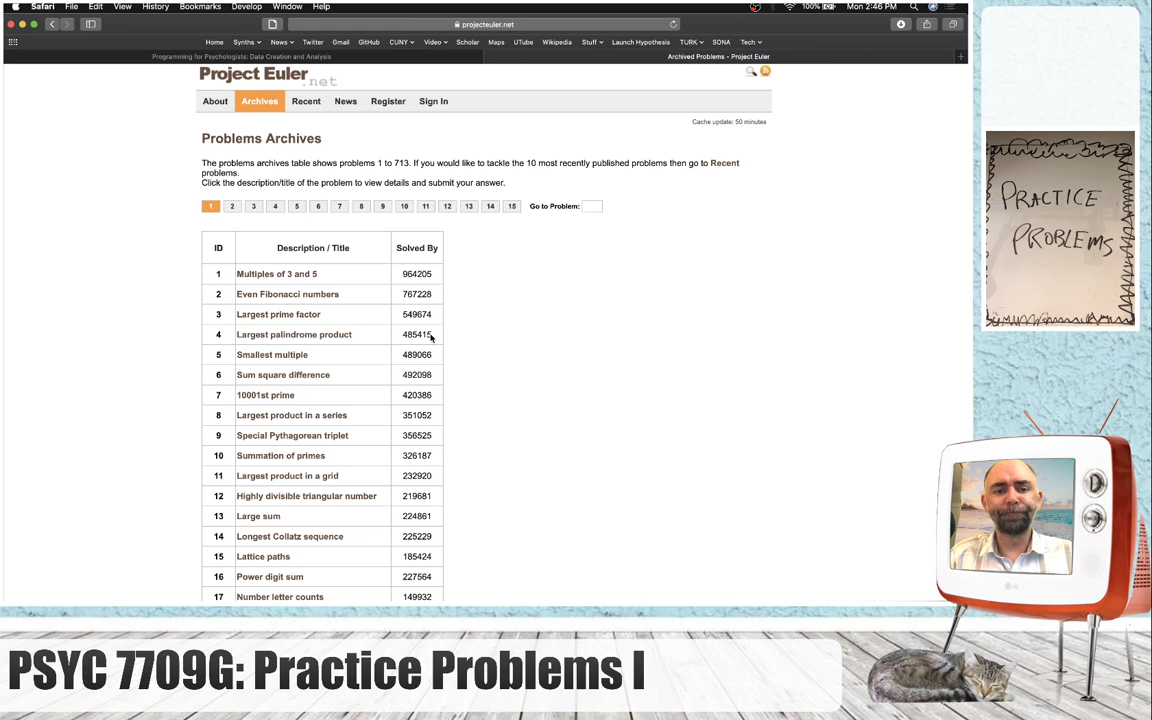 Safari File Edit View History Bookmarks Develop Window Help
100% Mon 2:46 PM
projecteuler.net
Home Synths News Twitter Gmail GitHub CUNY Video Scholar Maps UTube Wikipedia Stuff Launch Hypothesis TURK SONA Tech
Programming for Psychologists: Data Creation and Analysis
Archived Problems - Project Euler
Project Euler
.net
About Archives Recent News Register Sign In
Cache update: 50 minutes
Problems Archives
The problems archives table shows problems 1 to 713. If you would like to tackle the 10 most recently published problems then go to Recent
problems.
Click the description/title of the problem to view details and submit your answer.
1 2 3 4 5 6 7 8 9 10 11 12 13 14 15 Go to Problem:
ID Description / Title Solved By
1 Multiples of 3 and 5 964205
2 Even Fibonacci numbers 767228
3 Largest prime factor 549674
4 Largest palindrome product 485415
5 Smallest multiple 489066
6 Sum square difference 492098
7 10001st prime 420386
8 Largest product in a series 351052
9 Special Pythagorean triplet 356525
10 Summation of primes 326187
11 Largest product in a grid 232920
12 Highly divisible triangular number 219681
13 Large sum 224861
14 Longest Collatz sequence 225229
15 Lattice paths 185424
16 Power digit sum 227564
17 Number letter counts 149932
PRACTICE
PROBLEMS
LG
PSYC 7709G: Practice Problems I